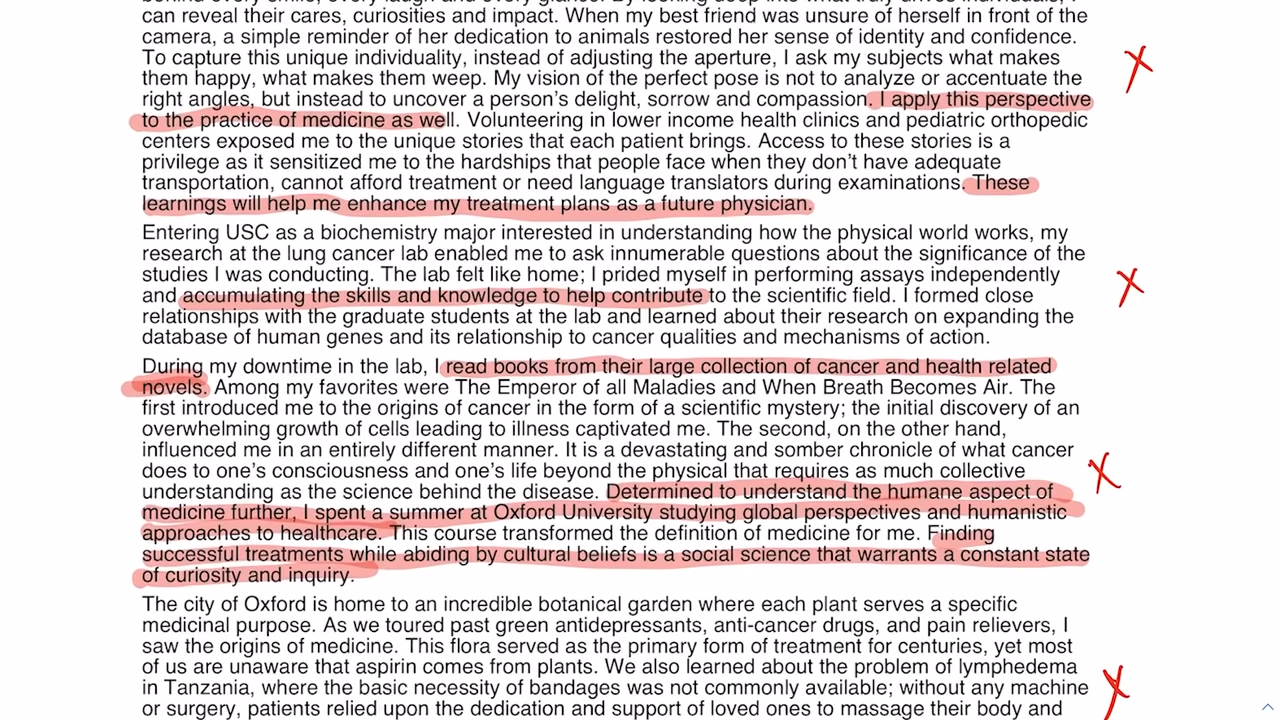 behind every smile, every laugh and every glance. By looking deep into what truly drives individuals, I
can reveal their cares, curiosities and impact. When my best friend was unsure of herself in front of the
camera, a simple reminder of her dedication to animals restored her sense of identity and confidence.
To capture this unique individuality, instead of adjusting the aperture, I ask my subjects what makes
them happy, what makes them weep. My vision of the perfect pose is not to analyze or accentuate the
right angles, but instead to uncover a person's delight, sorrow and compassion. I apply this perspective
to the practice of medicine as well. Volunteering in lower income health clinics and pediatric orthopedic
centers exposed me to the unique stories that each patient brings. Access to these stories is a
privilege as it sensitized me to the hardships that people face when they don't have adequate
transportation, cannot afford treatment or need language translators during examinations. These
learnings will help me enhance my treatment plans as a future physician.
Entering USC as a biochemistry major interested in understanding how the physical world works, my
research at the lung cancer lab enabled me to ask innumerable questions about the significance of the
studies I was conducting. The lab felt like home; I prided myself in performing assays independently
and accumulating the skills and knowledge to help contribute to the scientific field. I formed close
relationships with the graduate students at the lab and learned about their research on expanding the
database of human genes and its relationship to cancer qualities and mechanisms of action.
During my downtime in the lab, I read books from their large collection of cancer and health related
novels. Among my favorites were The Emperor of all Maladies and When Breath Becomes Air. The
first introduced me to the origins of cancer in the form of a scientific mystery; the initial discovery of an
overwhelming growth of cells leading to illness captivated me. The second, on the other hand,
influenced me in an entirely different manner. It is a devastating and somber chronicle of what cancer
does to one's consciousness and one's life beyond the physical that requires as much collective
understanding as the science behind the disease. Determined to understand the humane aspect of
medicine further, I spent a summer at Oxford University studying global perspectives and humanistic
approaches to healthcare. This course transformed the definition of medicine for me. Finding
successful treatments while abiding by cultural beliefs is a social science that warrants a constant state
of curiosity and inquiry.
The city of Oxford is home to an incredible botanical garden where each plant serves a specific
medicinal purpose. As we toured past green antidepressants, anti-cancer drugs, and pain relievers, I
saw the origins of medicine. This flora served as the primary form of treatment for centuries, yet most
of us are unaware that aspirin comes from plants. We also learned about the problem of lymphedema
in Tanzania, where the basic necessity of bandages was not commonly available; without any machine
or surgery, patients relied upon the dedication and support of loved ones to massage their body and